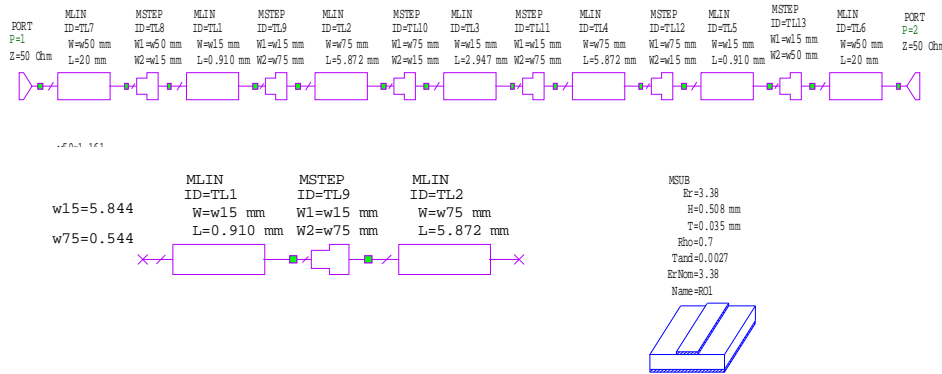 PORT
P=1
Z=50 Ohm
MLIN
ID=TL7
W=w50 mm
L=20 mm
MSTEP
ID=TL8
W1=w50 mm
W2=w15 mm
MLIN
ID=TL1
W=w15 mm
L=0.910 mm
MSTEP
ID=TL9
W1=w15 mm
W2=w75 mm
MLIN
ID=TL2
W=w75 mm
L=5.872 mm
MSTEP
ID=TL10
W1=w75 mm
W2=w15 mm
MLIN
ID=TL3
W=w15 mm
L=2.947 mm
MSTEP
ID=TL11
W1=w15 mm
W2=w75 mm
MLIN
ID=TL4
W=w75 mm
L=5.872 mm
MSTEP
ID=TL12
W1=w75 mm
W2=w15 mm
MLIN
ID=TL5
W=w15 mm
L=0.910 mm
MSTEP
ID=TL13
W1=w15 mm
W2=w50 mm
MLIN
ID=TL6
W=w50 mm
L=20 mm
PORT
P=2
Z=50 Ohm
w15=5.844
w75=0.544
MLIN
ID=TL1
W=w15 mm
L=0.910 mm
MSTEP
ID=TL9
W1=w15 mm
W2=w75 mm
MLIN
ID=TL2
W=w75 mm
L=5.872 mm
MSUB
Er=3.38
H=0.508 mm
T=0.035 mm
Rho=0.7
Tand=0.0027
ErNom=3.38
Name=RO1